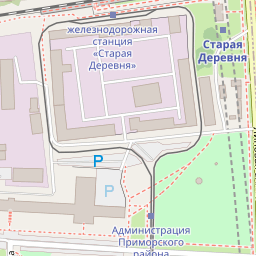 железнодорожная
станция
«Старая
Деревня»
Старая
Деревня
P
P
Администрация
Приморского
района